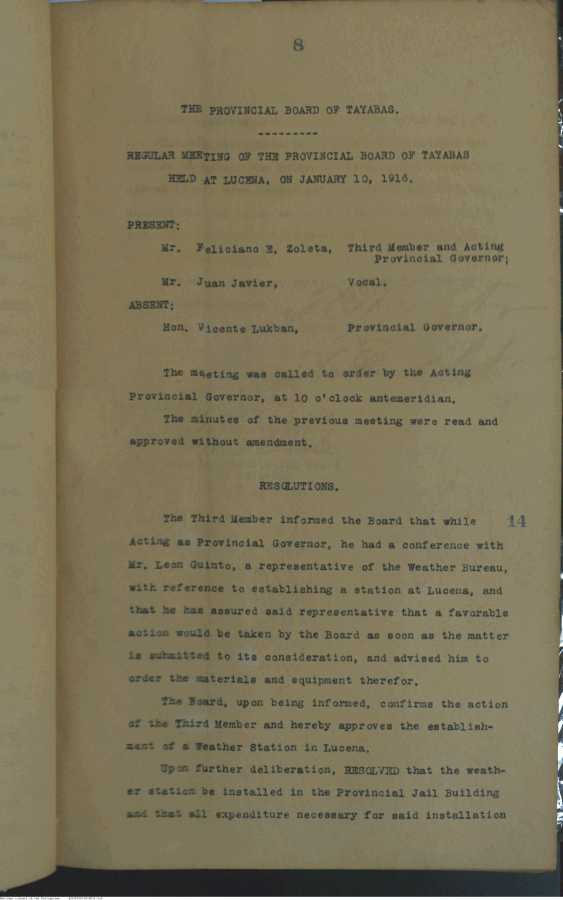 8
THE PROVINCIAL BOARD OF TAYABAS.
---------
REGULAR MEETING OF THE PROVINCIAL BOARD OF TAYABAS
HELD AT LUCENA, ON JANUARY 10, 1916.
PRESENT:
Mr. Feliciano E. Zoleta, Third Member and Acting
Provincial Governor;
Mr. Juan Javier, Vocal.
ABSENT:
Hon. Vicente Lukban, Provincial Governor.
The meeting was called to order by the Acting
Provincial Governor, at 10 o'clock antemeridian.
The minutes of the previous meeting were read and
approved without amendment.
RESOLUTIONS.
The Third Member informed the Board that while 14
Acting as Provincial Governor, he had a conference with
Mr. Leon Guinto, a representative of the Weather Bureau,
with reference to establishing a station at Lucena, and
that he has assured said representative that a favorable
action would be taken by the Board as soon as the matter
is submitted to its consideration, and advised him to
order the materials and equipment therefor.
The Board, upon being informed, confirms the action
of the Third Member and hereby approves the establish-
ment of a Weather Station in Lucena.
Upon further deliberation, RESOLVED that the weath-
er station be installed in the Provincial Jail Building
and that all expenditure necessary for said installation